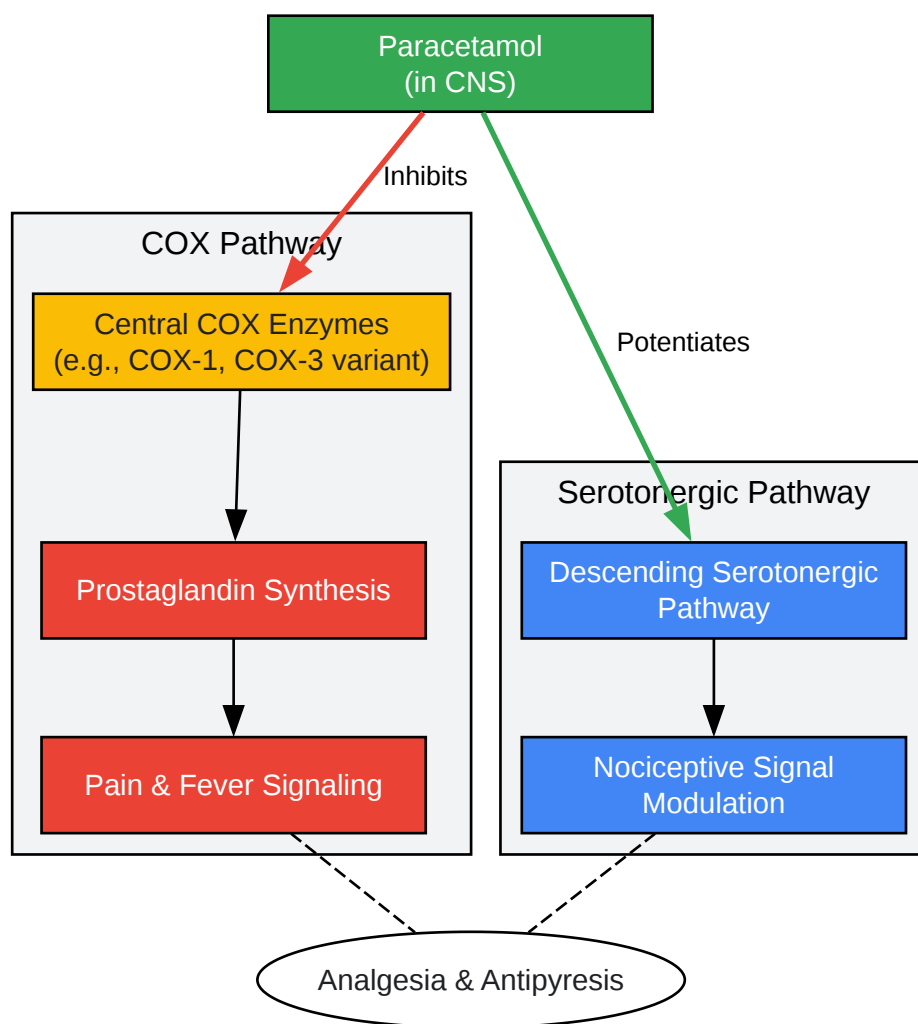 Paracetamol
(in CNS)
Inhibits
COX Pathway
Central COX Enzymes
(e.g., COX-1, COX-3 variant)
Potentiates
Serotonergic Pathway
Prostaglandin Synthesis
Descending Serotonergic
Pathway
Pain & Fever Signaling
Nociceptive Signal
Modulation
Analgesia & Antipyresis